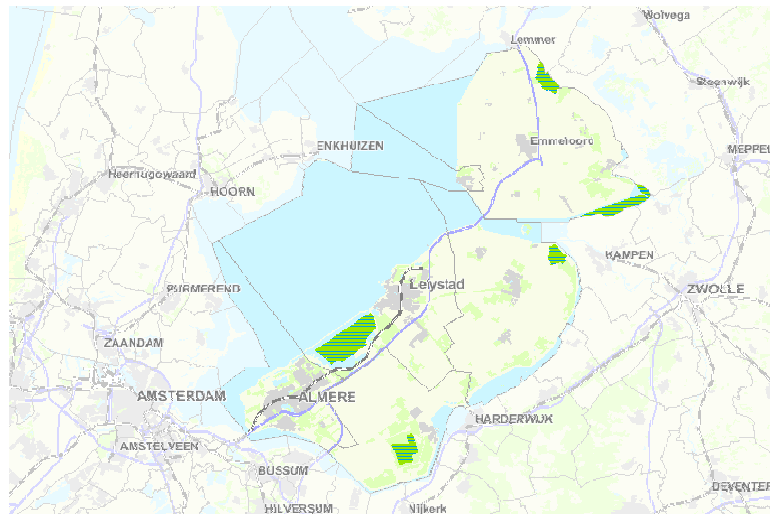 Wolvega
Lemmer
Steenwijk
Emmeloord
ENKHUIZEN
MEPPEL
Heerhugowaard
HOORN
KAMPEN
Lelystad
PURMEREND
ZWOLLE
ZAANDAM
AMSTERDAM
ALMERE
HARDERWIJK
AMSTELVEEN
BUSSUM
DEVENTER
HILVERSUM
Nijkerk